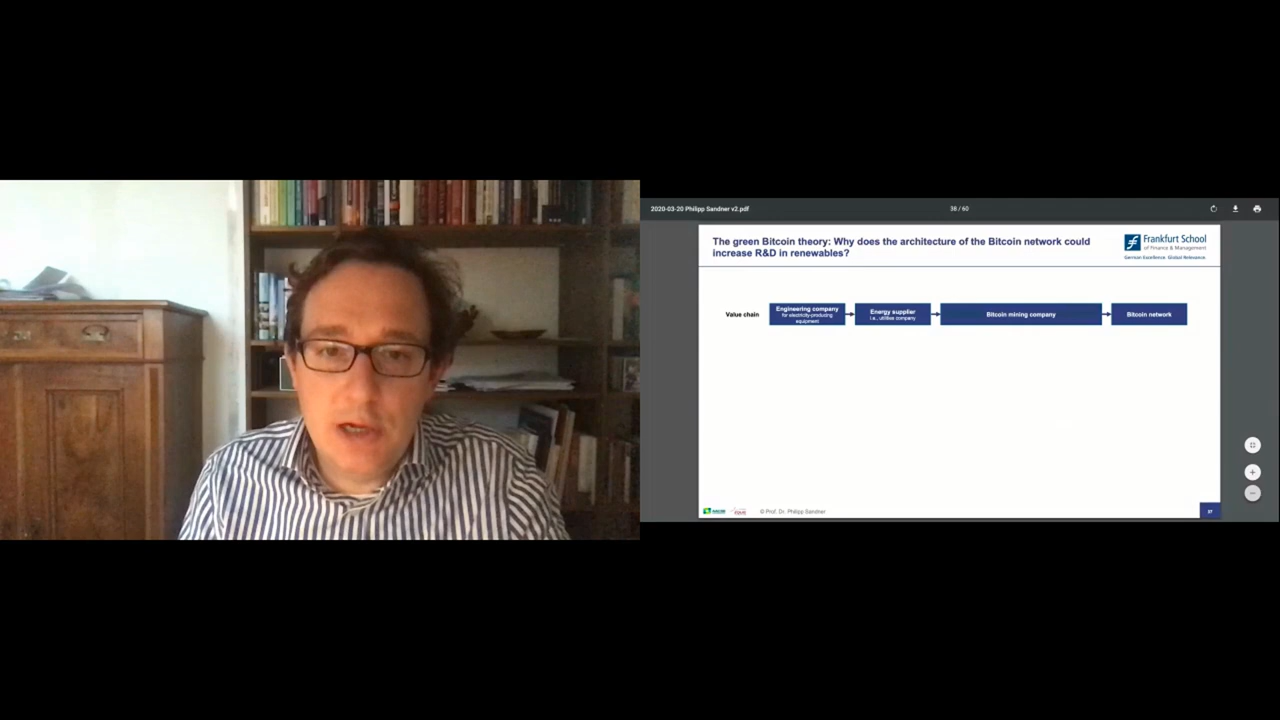 2020-03-20 Philipp Sandner v2.pdf
38 / 60
The green Bitcoin theory: Why does the architecture of the Bitcoin network could
increase R&D in renewables?
Frankfurt School
of Finance & Management
German Excellence. Global Relevance.
Value chain
Engineering company
for electricity-producing
equipment
Energy supplier
i.e., utilities company
Bitcoin mining company
Bitcoin network
© Prof. Dr. Philipp Sandner
37